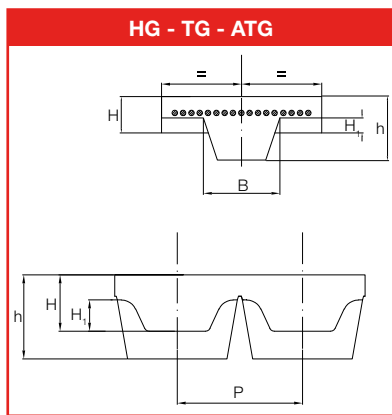 HG - TG - ATG
= =
H H₁ h
B
h H H₁
P